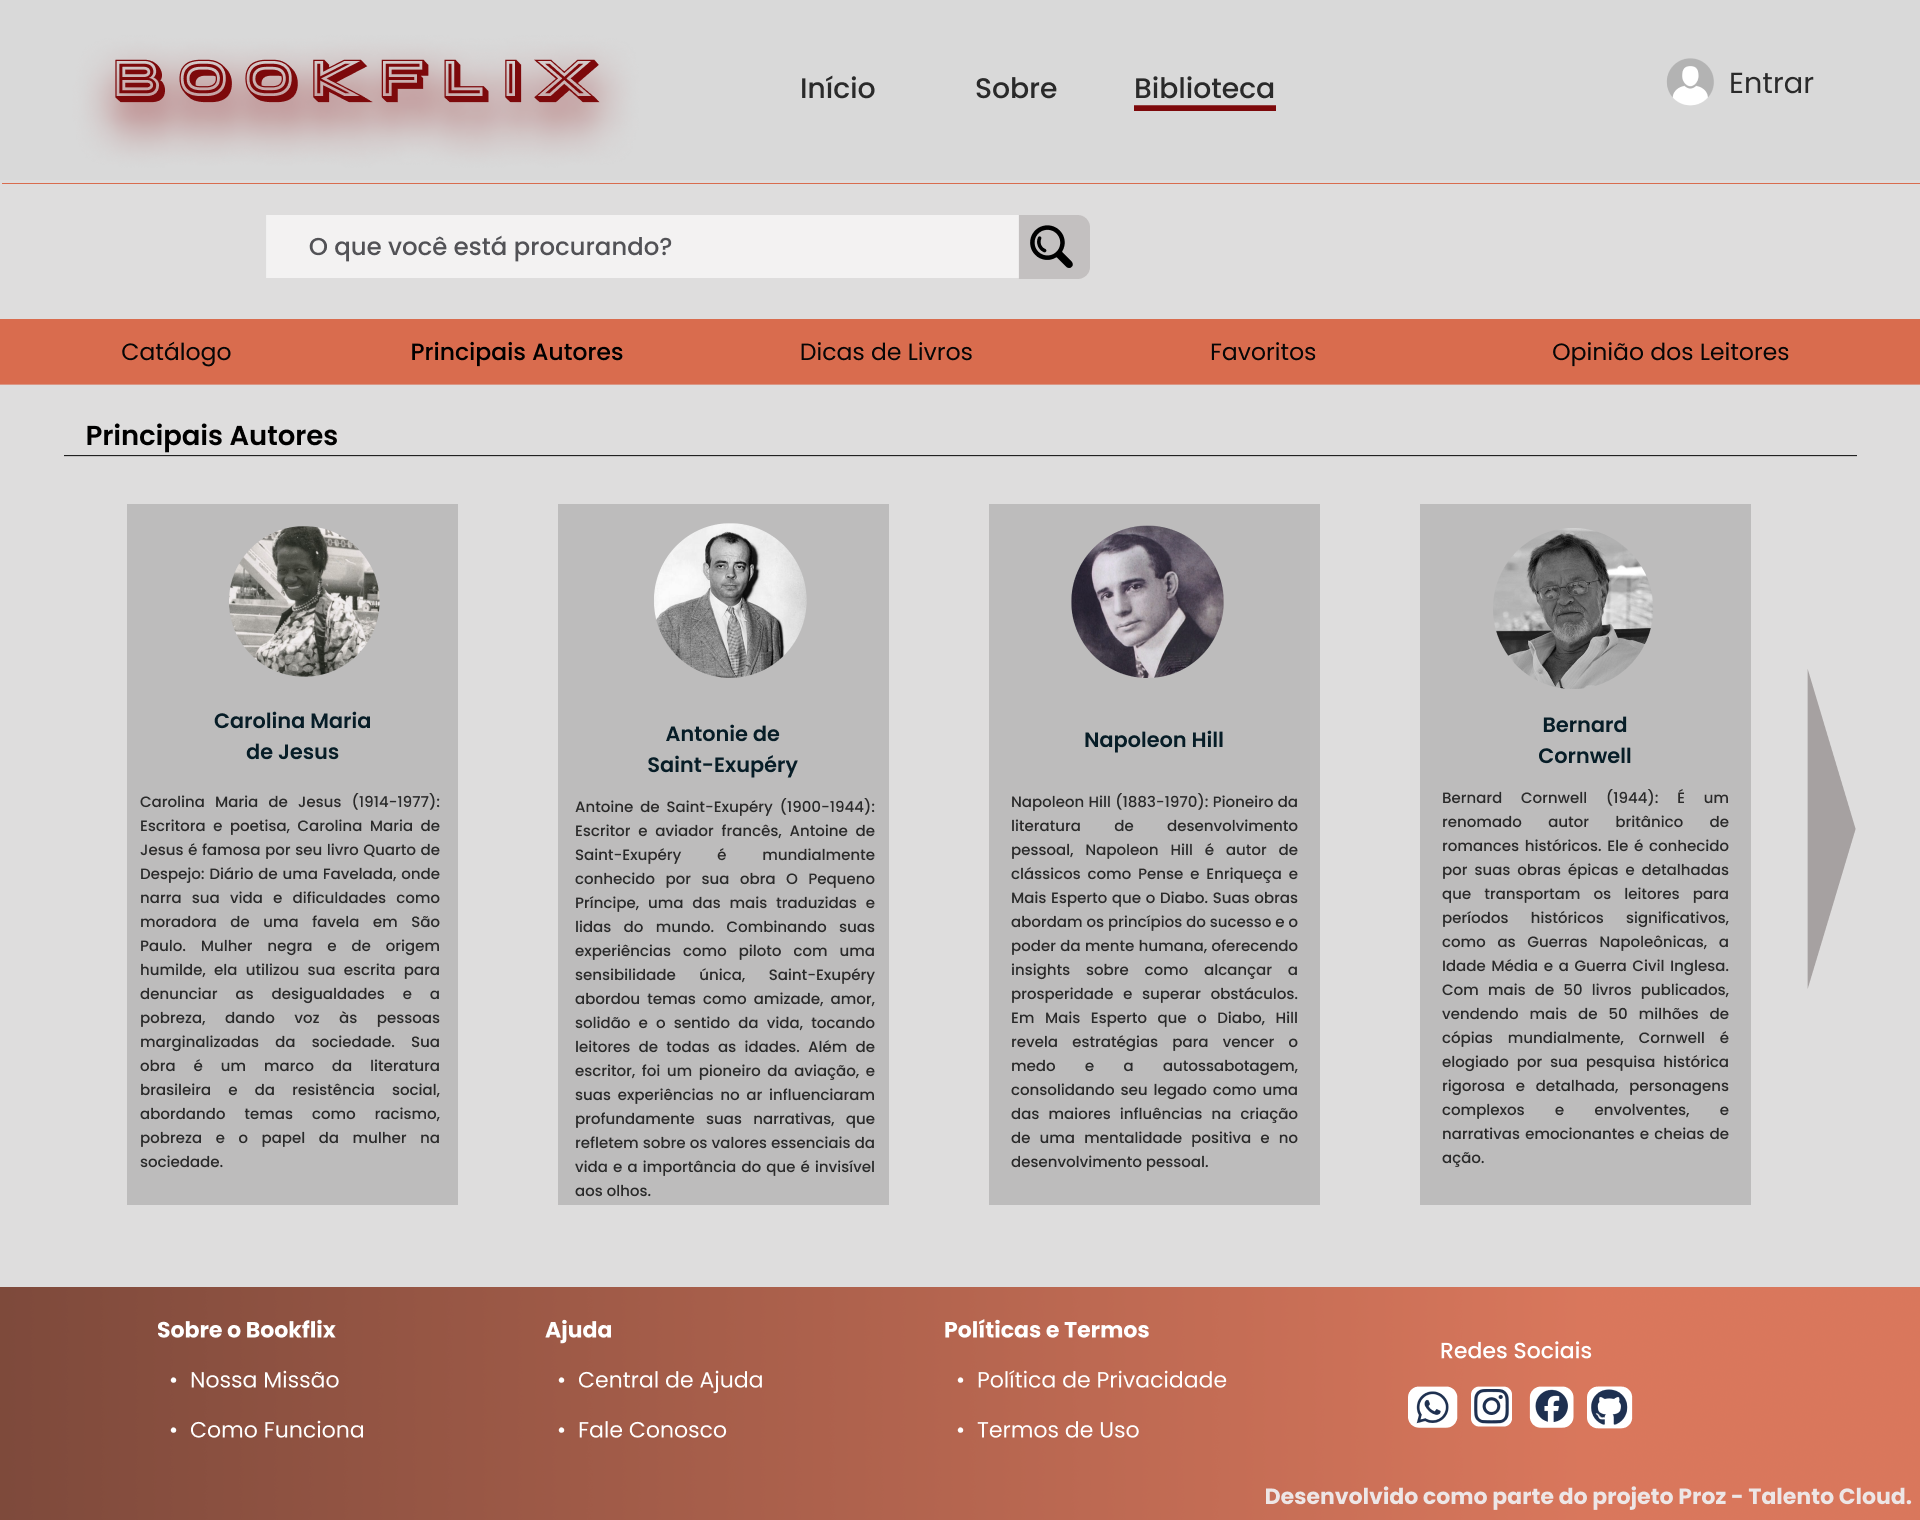 BOOKFLIX
Início
Sobre
Biblioteca
Entrar
O que você está procurando?
Catálogo
Principais Autores
Dicas de Livros
Favoritos
Opinião dos Leitores
Principais Autores
Carolina Maria
de Jesus
Carolina Maria de Jesus (1914-1977):
Escritora e poetisa, Carolina Maria de
Jesus é famosa por seu livro Quarto de
Despejo: Diário de uma Favelada, onde
narra sua vida e dificuldades como
moradora de uma favela em São
Paulo. Mulher negra e de origem
humilde, ela utilizou sua escrita para
denunciar as desigualdades e a
pobreza, dando voz às pessoas
marginalizadas da sociedade. Sua
obra é um marco da literatura
brasileira e da resistência social,
abordando temas como racismo,
pobreza e o papel da mulher na
sociedade.
Antonie de
Saint-Exupéry
Antoine de Saint-Exupéry (1900-1944):
Escritor e aviador francês, Antoine de
Saint-Exupéry é mundialmente
conhecido por sua obra O Pequeno
Príncipe, uma das mais traduzidas e
lidas do mundo. Combinando suas
experiências como piloto com uma
sensibilidade única, Saint-Exupéry
abordou temas como amizade, amor,
solidão e o sentido da vida, tocando
leitores de todas as idades. Além de
escritor, foi um pioneiro da aviação, e
suas experiências no ar influenciaram
profundamente suas narrativas, que
refletem sobre os valores essenciais da
vida e a importância do que é invisível
aos olhos.
Napoleon Hill
Napoleon Hill (1883-1970): Pioneiro da
literatura de desenvolvimento
pessoal, Napoleon Hill é autor de
clássicos como Pense e Enriqueça e
Mais Esperto que o Diabo. Suas obras
abordam os princípios do sucesso e o
poder da mente humana, oferecendo
insights sobre como alcançar a
prosperidade e superar obstáculos.
Em Mais Esperto que o Diabo, Hill
revela estratégias para vencer o
medo e a autossabotagem,
consolidando seu legado como uma
das maiores influências na criação
de uma mentalidade positiva e no
desenvolvimento pessoal.
Bernard
Cornwell
Bernard Cornwell (1944): É um
renomado autor britânico de
romances históricos. Ele é conhecido
por suas obras épicas e detalhadas
que transportam os leitores para
períodos históricos significativos,
como as Guerras Napoleônicas, a
Idade Média e a Guerra Civil Inglesa.
Com mais de 50 livros publicados,
vendendo mais de 50 milhões de
cópias mundialmente, Cornwell é
elogiado por sua pesquisa histórica
rigorosa e detalhada, personagens
complexos e envolventes, e
narrativas emocionantes e cheias de
ação.
Sobre o Bookflix
• Nossa Missão
• Como Funciona
Ajuda
• Central de Ajuda
• Fale Conosco
Políticas e Termos
• Política de Privacidade
• Termos de Uso
Redes Sociais
Desenvolvido como parte do projeto Proz - Talento Cloud.